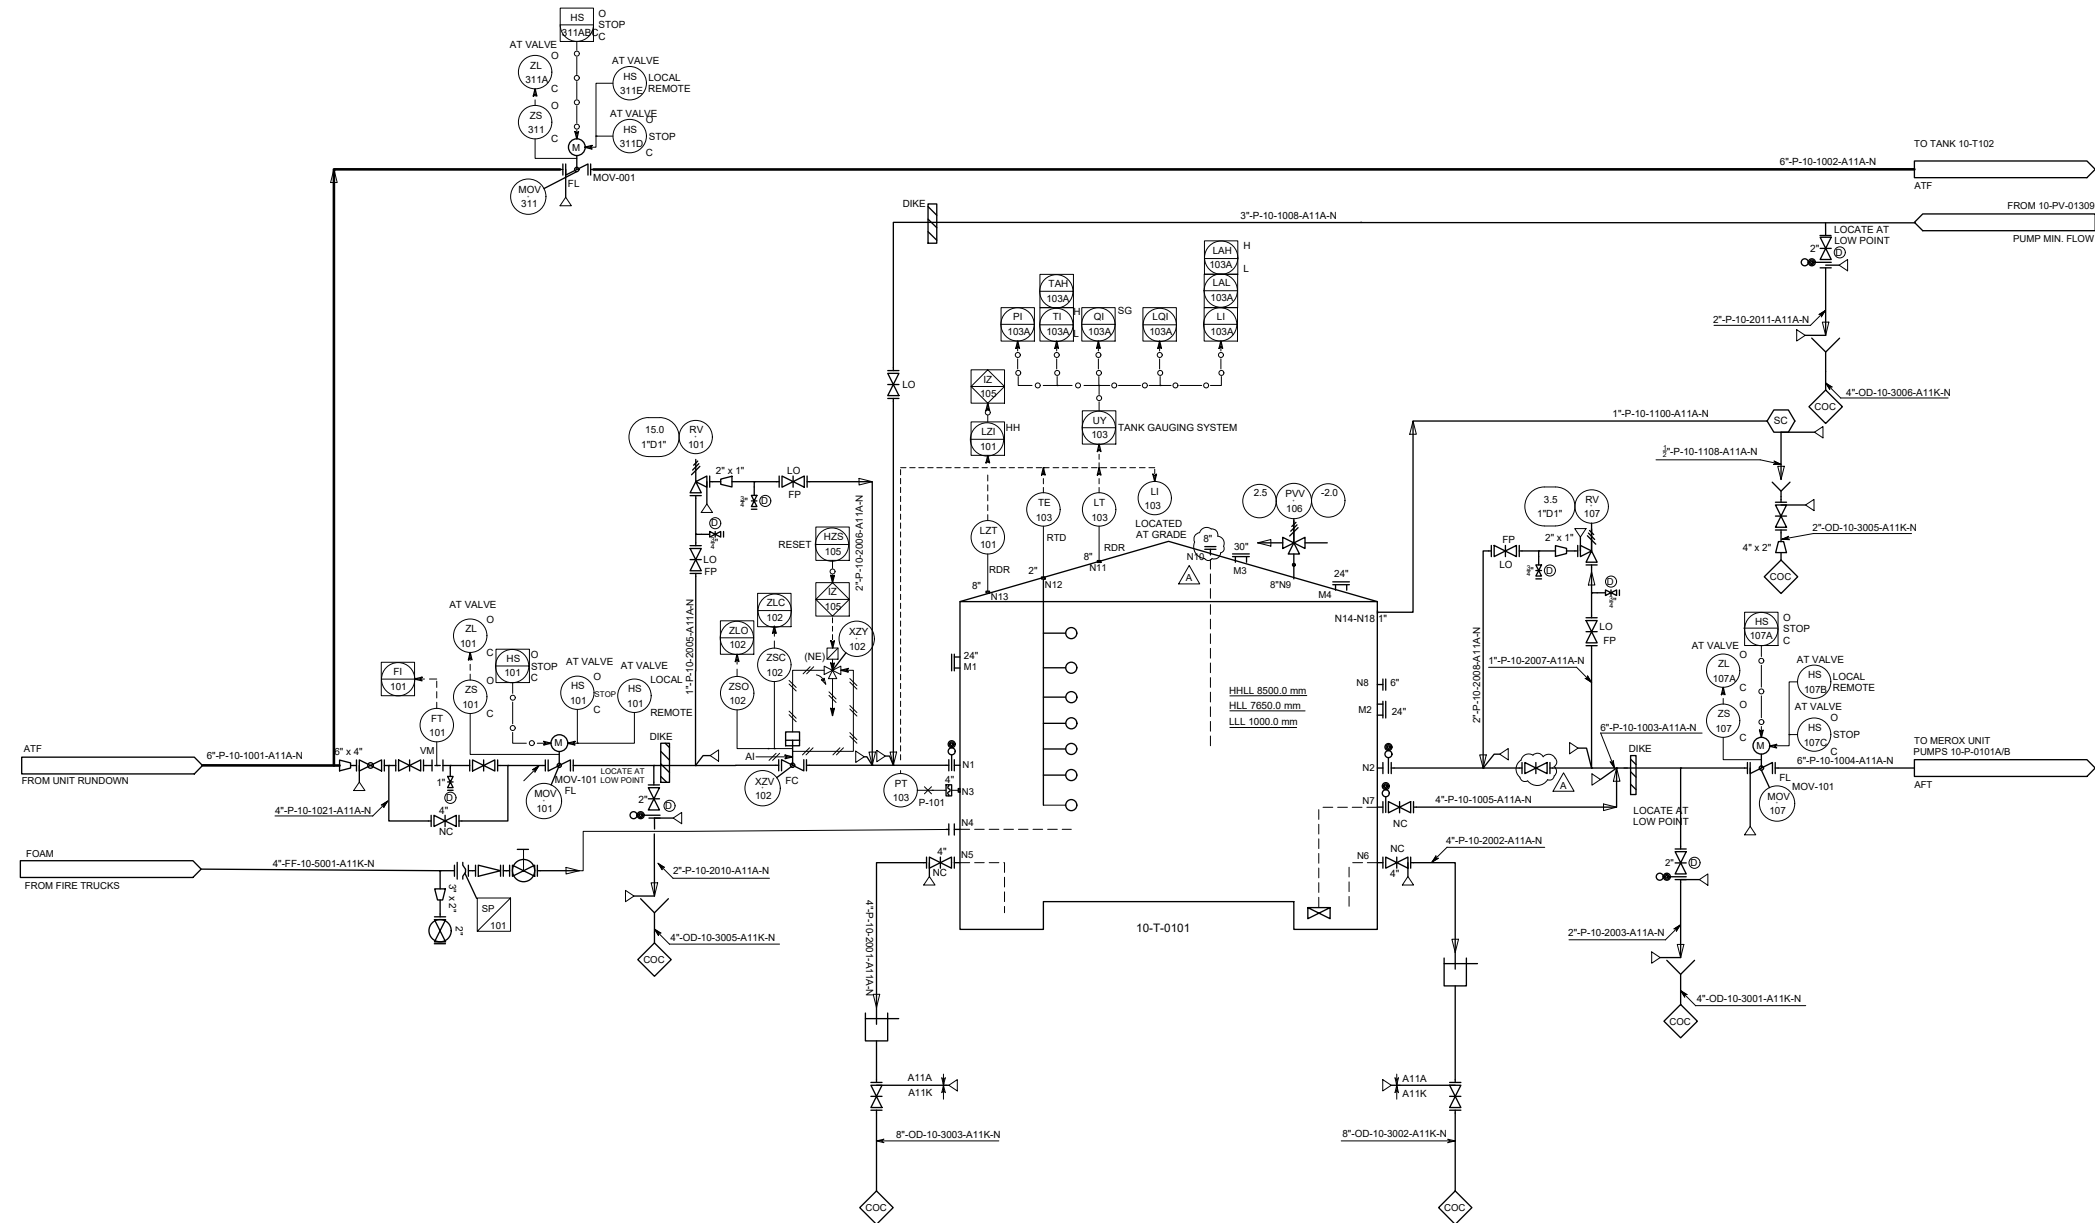 HS
311ABC
O
STOP
C
AT VALVE
O
ZL
311A
C
AT VALVE
HS
311E
LOCAL
REMOTE
O
ZS
311
C
AT VALVE
O
HS
311D
STOP
C
M
MOV
311
FL
MOV-001
6"-P-10-1002-A11A-N
TO TANK 10-T102
ATF
DIKE
3"-P-10-1008-A11A-N
FROM 10-PV-01309
PUMP MIN. FLOW
LOCATE AT
LOW POINT
2"
D
2"-P-10-2011-A11A-N
4"-OD-10-3006-A11K-N
COC
LO
LAH
103A
H
L
LAL
103A
LI
103A
TAH
103A
TI
103A
H
L
PI
103A
QI
103A
SG
LQI
103A
IZ
105
LZI
101
HH
UY
103
TANK GAUGING SYSTEM
LI
103
LOCATED
AT GRADE
LZT
101
RDR
TE
103
RTD
LT
103
RDR
2.5
PVV
106
-2.0
8"
N13
2"
N12
8"
N11
8"
N10
A
30"
M3
8"N9
24"
M4
N14-N18 1"
1"-P-10-1100-A11A-N
SC
½"-P-10-1108-A11A-N
2"-OD-10-3005-A11K-N
4" x 2"
COC
15.0
1"D1"
RV
101
2" x 1"
LO
FP
¾"
D
D
¾"
LO
FP
1"-P-10-2005-A11A-N
2"-P-10-2006-A11A-N
RESET
HZS
105
IZ
105
ZLC
102
ZLO
102
ZSC
102
ZSO
102
(NE)
XZY
102
AI
XZV
102
FC
3.5
1"D1"
RV
107
FP
LO
2" x 1"
¾"
D
D
¾"
LO
FP
2"-P-10-2008-A11A-N
1"-P-10-2007-A11A-N
6"-P-10-1003-A11A-N
HS
107A
O
STOP
C
AT VALVE
O
ZL
107A
C
AT VALVE
HS
107B
LOCAL
REMOTE
O
ZS
107
C
AT VALVE
O
HS
107C
STOP
C
M
6"-P-10-1004-A11A-N
MOV-101
FL
MOV
107
TO MEROX UNIT
PUMPS 10-P-0101A/B
AFT
DIKE
A
LOCATE AT
LOW POINT
2"
D
2"-P-10-2003-A11A-N
4"-OD-10-3001-A11K-N
COC
AT VALVE
O
ZL
101
C
FI
101
FT
101
VM
ZS
101
O
C
HS
101
O
STOP
C
AT VALVE
O
HS
101
STOP
C
AT VALVE
HS
101
LOCAL
REMOTE
M
MOV-101
FL
MOV
101
DIKE
LOCATE AT
LOW POINT
2"
D
ATF
FROM UNIT RUNDOWN
6"-P-10-1001-A11A-N
6" x 4"
1"
D
4"-P-10-1021-A11A-N
4"
NC
FOAM
FROM FIRE TRUCKS
4"-FF-10-5001-A11K-N
3" x 2"
2"
SP
101
2"-P-10-2010-A11A-N
4"-OD-10-3005-A11K-N
COC
24"
M1
N1
PT
103
P-101
4"
N3
N4
4"
NC
N5
HHLL 8500.0 mm
HLL 7650.0 mm
LLL 1000.0 mm
N8
6"
M2
24"
N2
N7
4"-P-10-1005-A11A-N
NC
N6
NC
4"
4"-P-10-2002-A11A-N
10-T-0101
4"-P-10-2001-A11A-N
A11A
A11K
8"-OD-10-3003-A11K-N
COC
A11A
A11K
8"-OD-10-3002-A11K-N
COC